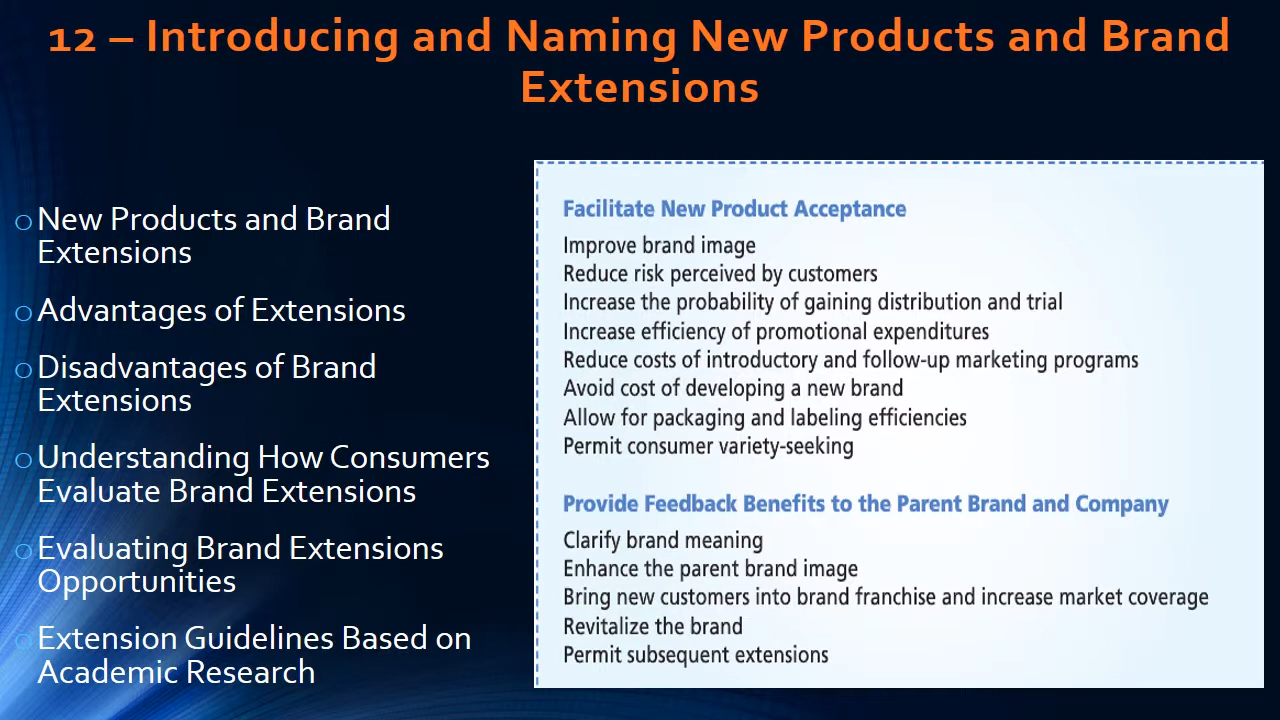 12 – Introducing and Naming New Products and Brand
Extensions
o New Products and Brand
Extensions
o Advantages of Extensions
o Disadvantages of Brand
Extensions
o Understanding How Consumers
Evaluate Brand Extensions
o Evaluating Brand Extensions
Opportunities
o Extension Guidelines Based on
Academic Research
Facilitate New Product Acceptance
Improve brand image
Reduce risk perceived by customers
Increase the probability of gaining distribution and trial
Increase efficiency of promotional expenditures
Reduce costs of introductory and follow-up marketing programs
Avoid cost of developing a new brand
Allow for packaging and labeling efficiencies
Permit consumer variety-seeking
Provide Feedback Benefits to the Parent Brand and Company
Clarify brand meaning
Enhance the parent brand image
Bring new customers into brand franchise and increase market coverage
Revitalize the brand
Permit subsequent extensions